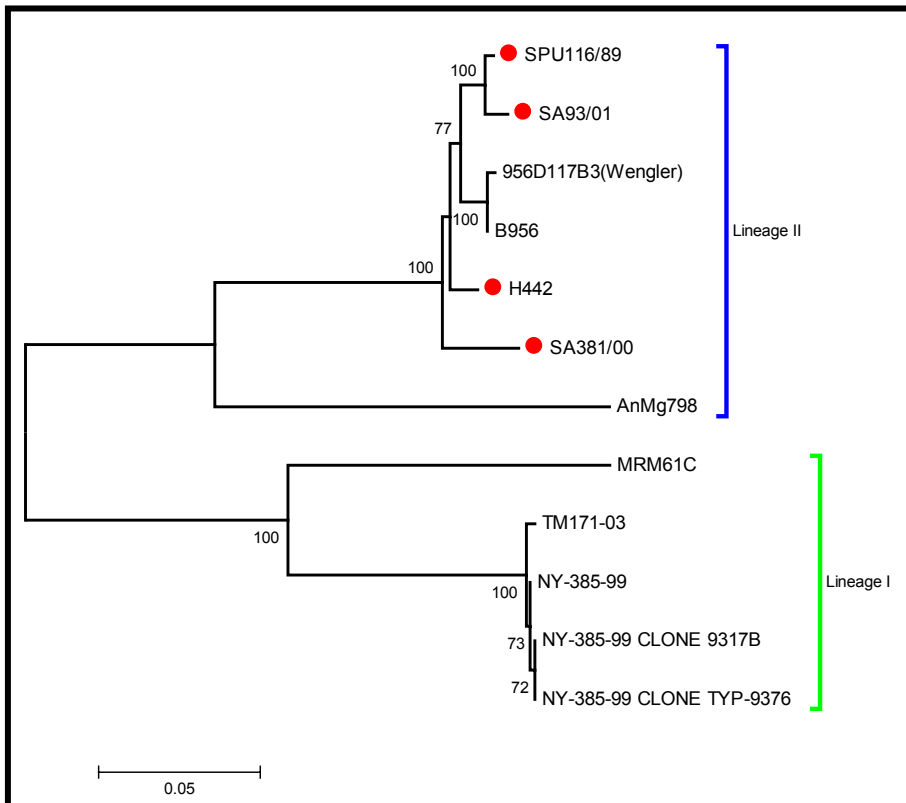 SPU116/89
100
SA93/01
77
956D117B3(Wengler)
100
B956
Lineage II
100
H442
SA381/00
AnMg798
MRM61C
100
TM171-03
NY-385-99
Lineage I
100
NY-385-99 CLONE 9317B
73
72
NY-385-99 CLONE TYP-9376
0.05